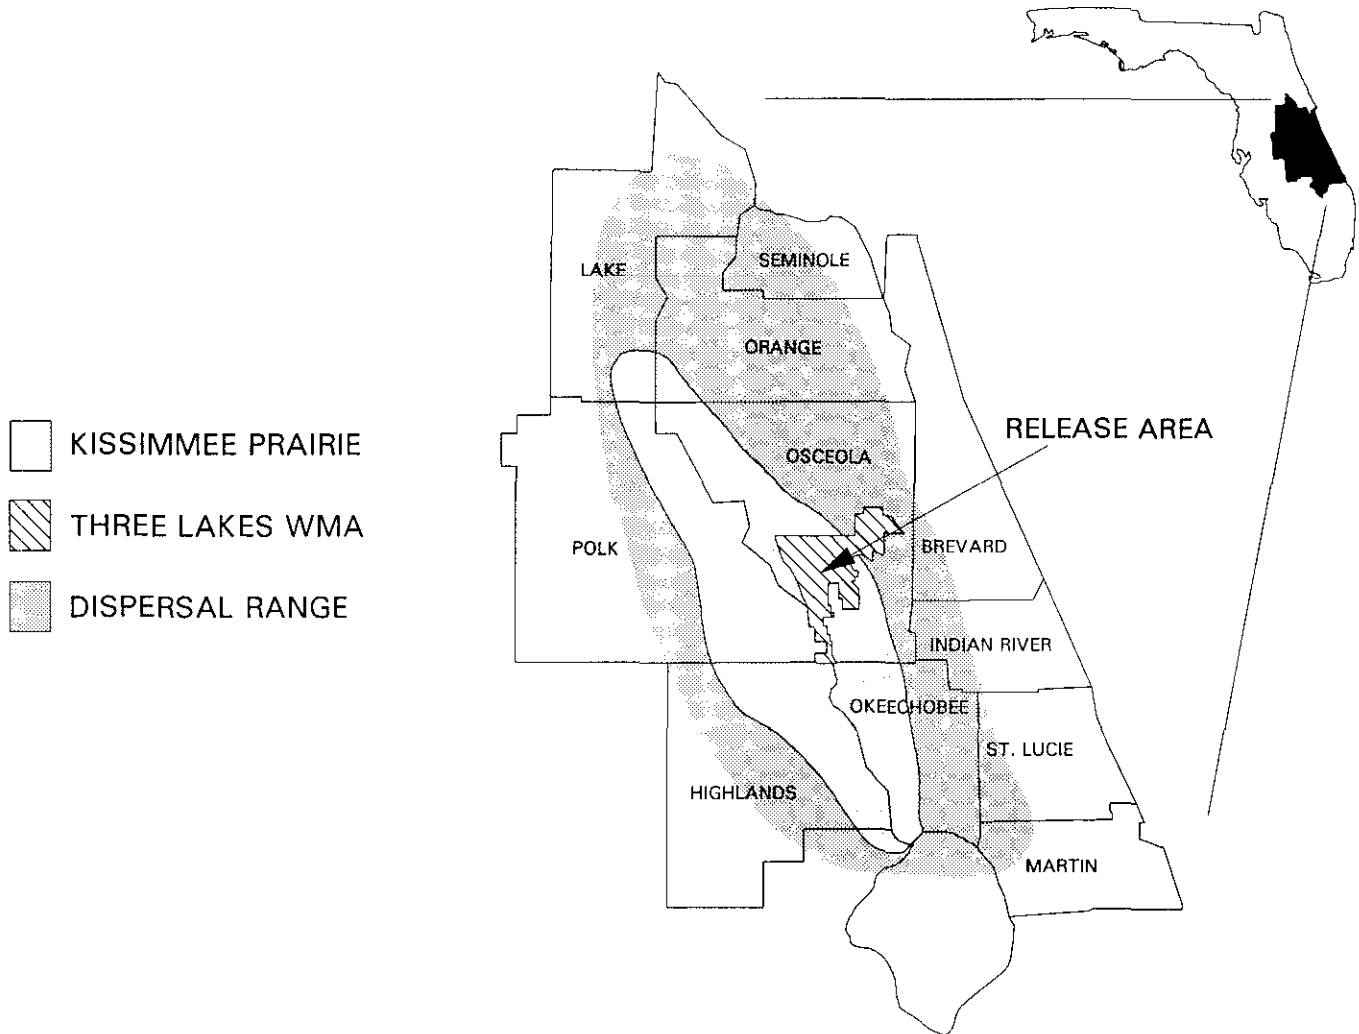 SEMINOLE
LAKE
ORANGE
RELEASE AREA
KISSIMMEE PRAIRIE
OSCEOLA
THREE LAKES WMA
POLK
BREVARD
DISPERSAL RANGE
INDIAN RIVER
OKEECHOBEE
ST. LUCIE
HIGHLANDS
MARTIN